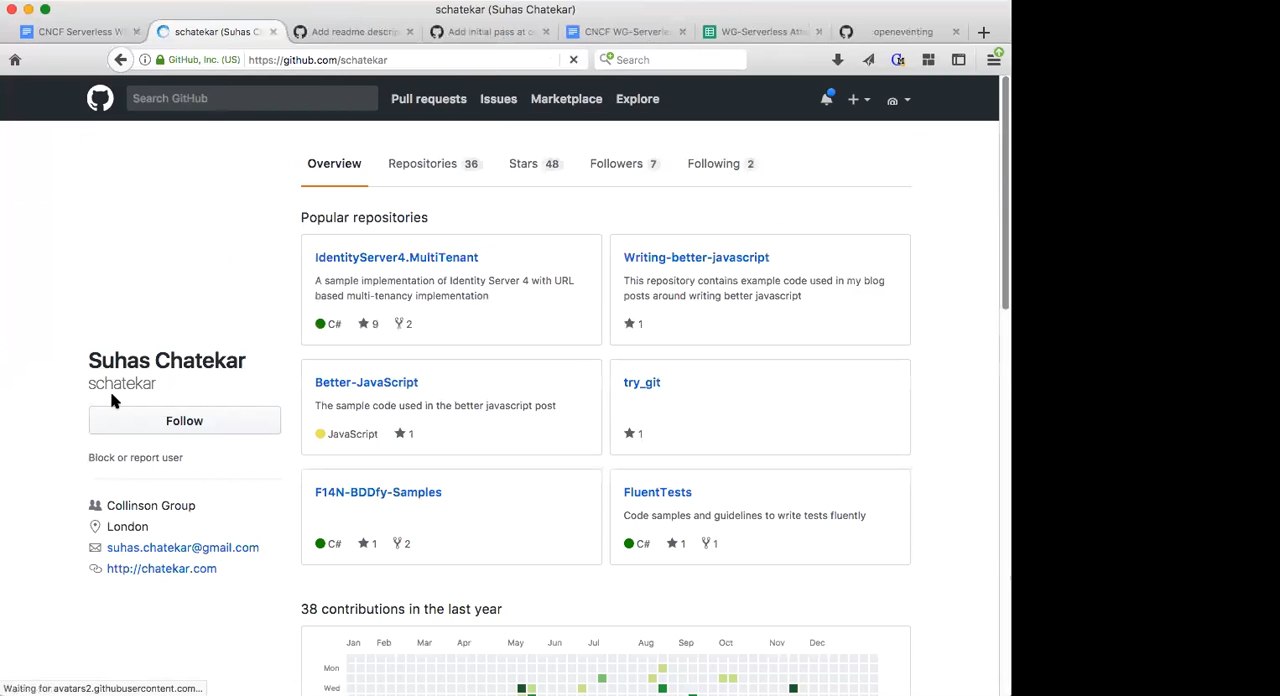 schatekar (Suhas Chatekar)
CNCF Serverless W
schatekar (Suhas C
Add readme descrip
Add initial pass at c
CNCF WG-Serverle
WG-Serverless Att
openeventing
GitHub, Inc. (US)
https://github.com/schatekar
Search
Search GitHub
Pull requests
Issues
Marketplace
Explore
Overview
Repositories 36
Stars 48
Followers 7
Following 2
Popular repositories
IdentityServer4.MultiTenant
A sample implementation of Identity Server 4 with URL
based multi-tenancy implementation
C# 9 2
Writing-better-javascript
This repository contains example code used in my blog
posts around writing better javascript
1
Suhas Chatekar
schatekar
Follow
Block or report user
Collinson Group
London
suhas.chatekar@gmail.com
http://chatekar.com
Better-JavaScript
The sample code used in the better javascript post
JavaScript 1
try_git
1
F14N-BDDfy-Samples
C# 1 2
FluentTests
Code samples and guidelines to write tests fluently
C# 1 1
38 contributions in the last year
Jan Feb Mar Apr May Jun Jul Aug Sep Oct Nov Dec
Mon
Wed
Waiting for avatars2.githubusercontent.com...